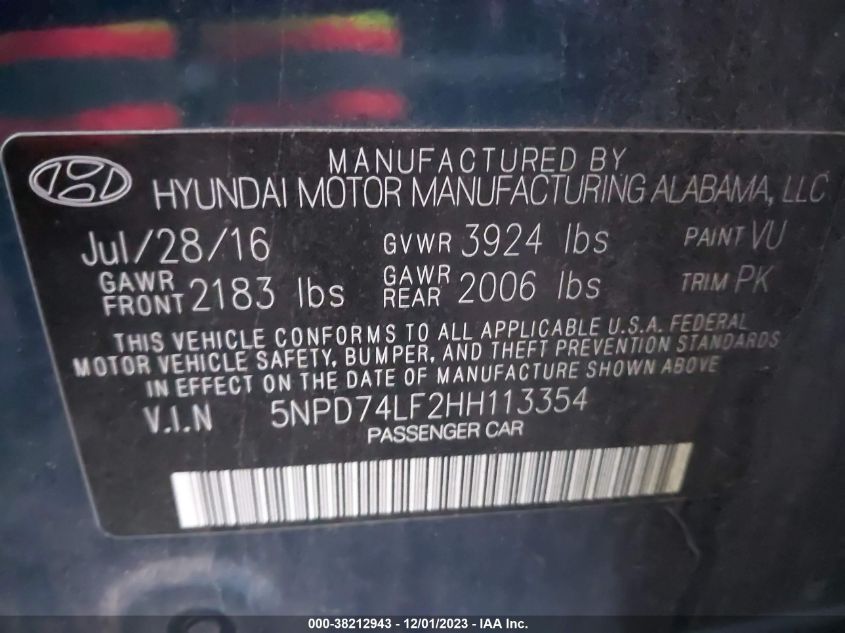 MANUFACTURED BY
HYUNDAI MOTOR MANUFACTURING ALABAMA, LLC
Jul/28/16 GVWR 3924 lbs PAINT VU
GAWR FRONT 2183 lbs GAWR REAR 2006 lbs TRIM PK
THIS VEHICLE CONFORMS TO ALL APPLICABLE U.S.A. FEDERAL
MOTOR VEHICLE SAFETY, BUMPER, AND THEFT PREVENTION STANDARDS
IN EFFECT ON THE DATE OF MANUFACTURE SHOWN ABOVE
V.I.N 5NPD74LF2HH113354
PASSENGER CAR
000-38212943 - 12/01/2023 - IAA Inc.